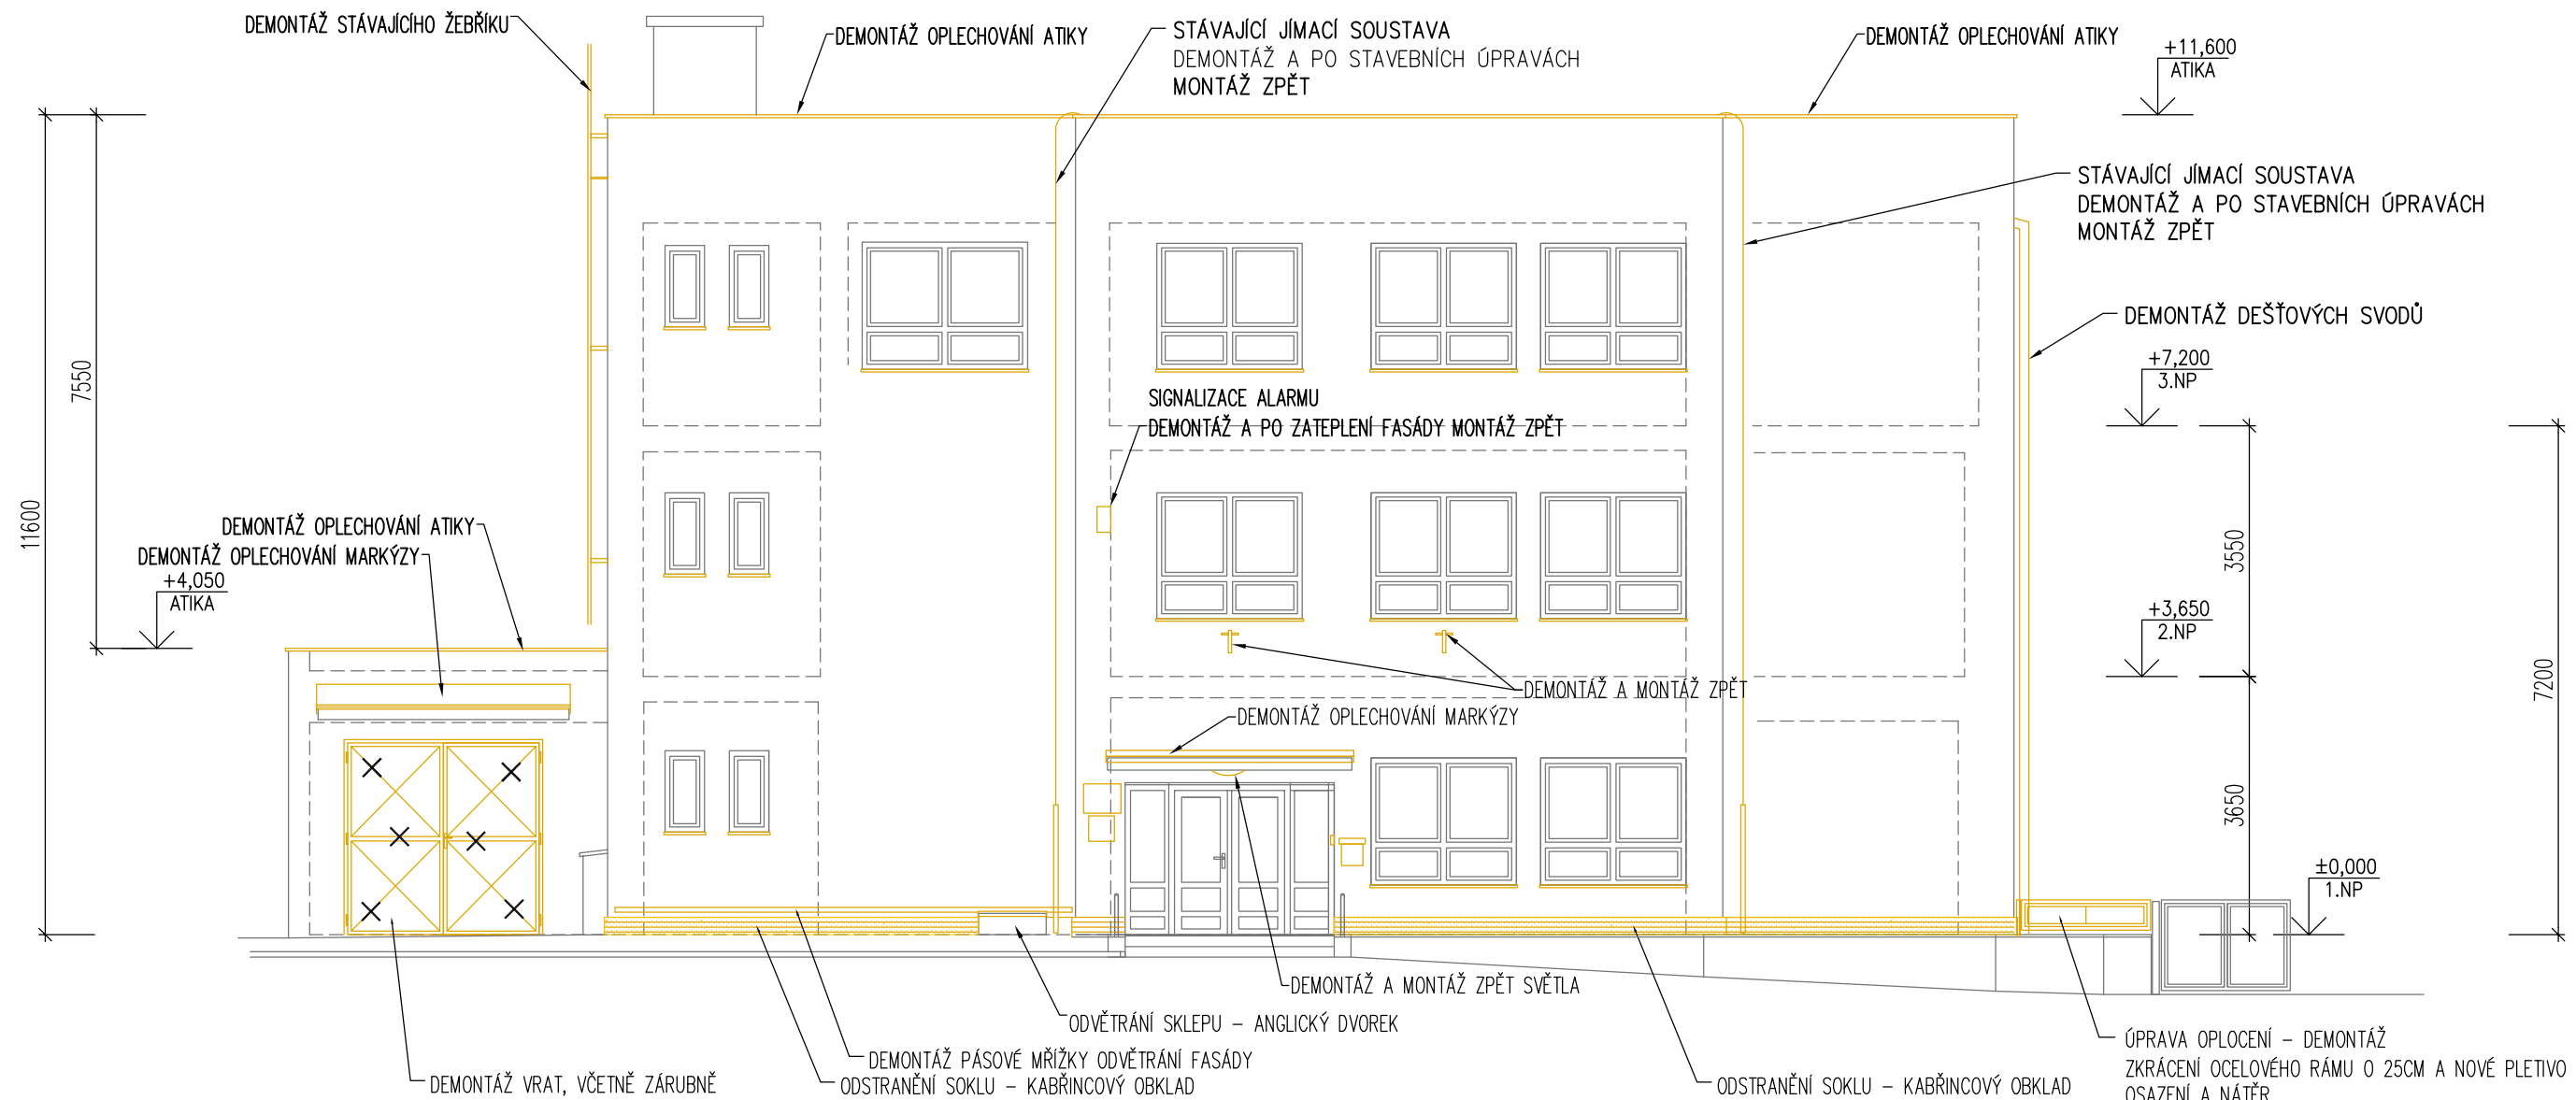 DEMONTÁŽ STÁVAJÍCÍHO ŽEBŘÍKU
DEMONTÁŽ OPLECHOVÁNÍ ATIKY
STÁVAJÍCÍ JÍMACÍ SOUSTAVA
DEMONTÁŽ A PO STAVEBNÍCH ÚPRAVÁCH
MONTÁŽ ZPĚT
DEMONTÁŽ OPLECHOVÁNÍ ATIKY
+11,600
ATIKA
STÁVAJÍCÍ JÍMACÍ SOUSTAVA
DEMONTÁŽ A PO STAVEBNÍCH ÚPRAVÁCH
MONTÁŽ ZPĚT
DEMONTÁŽ DEŠŤOVÝCH SVODŮ
+7,200
3.NP
7550
11600
SIGNALIZACE ALARMU
DEMONTÁŽ A PO ZATEPLENÍ FASÁDY MONTÁŽ ZPĚT
DEMONTÁŽ OPLECHOVÁNÍ ATIKY
DEMONTÁŽ OPLECHOVÁNÍ MARKÝZY
+4,050
ATIKA
3550
+3,650
2.NP
7200
DEMONTÁŽ A MONTÁŽ ZPĚT
DEMONTÁŽ OPLECHOVÁNÍ MARKÝZY
3650
±0,000
1.NP
DEMONTÁŽ A MONTÁŽ ZPĚT SVĚTLA
ODVĚTRÁNÍ SKLEPU – ANGLICKÝ DVOREK
DEMONTÁŽ PÁSOVÉ MŘÍŽKY ODVĚTRÁNÍ FASÁDY
DEMONTÁŽ VRAT, VČETNĚ ZÁRUBNĚ
ODSTRANĚNÍ SOKLU – KABŘINCOVÝ OBKLAD
ODSTRANĚNÍ SOKLU – KABŘINCOVÝ OBKLAD
ÚPRAVA OPLOCENÍ – DEMONTÁŽ
ZKRÁCENÍ OCELOVÉHO RÁMU O 25CM A NOVÉ PLETIVO
OSAZENÍ A NÁTĚR